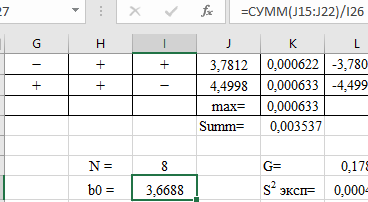 27 fx =СУММ(J15:J22)/I26
G H I J K L
− + + 3,7812 0,000622 -3,780
+ + − 4,4998 0,000633 -4,499
max= 0,000633
Summ= 0,003537
N = 8 G= 0,178
b0 = 3,6688 S² эксп= 0,0004